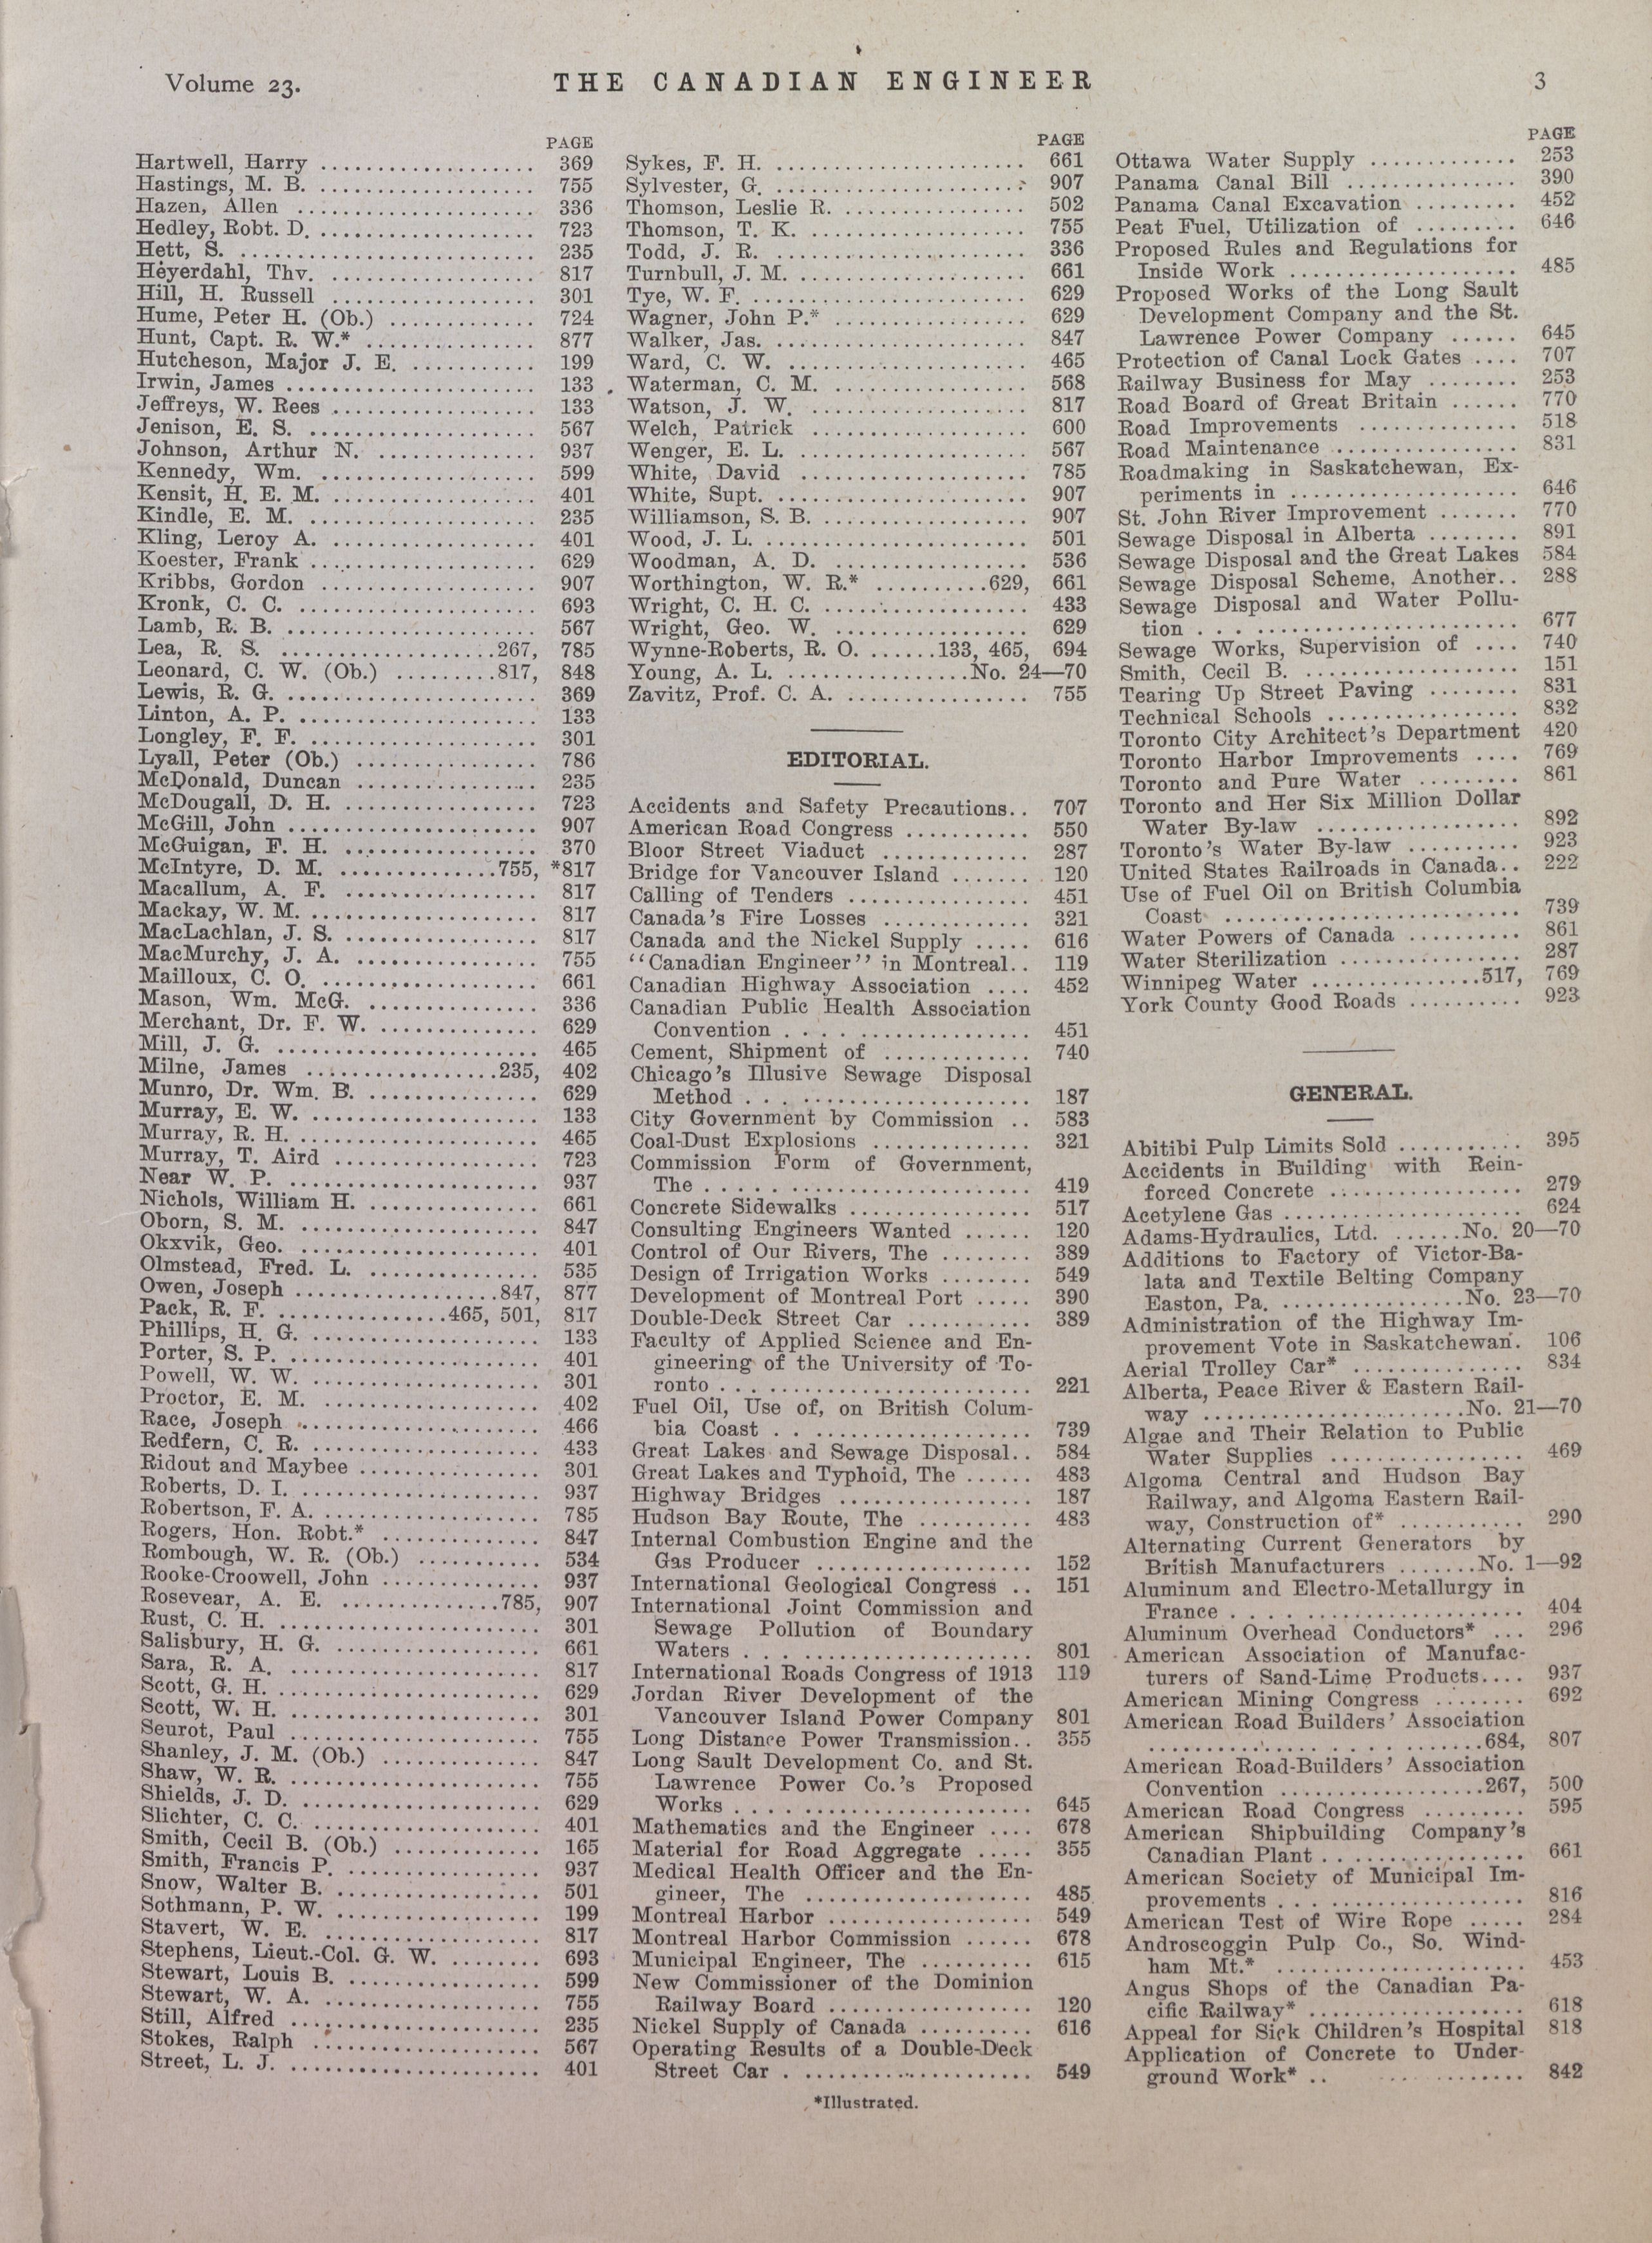 Volume 23.
THE CANADIAN ENGINEER
3
PAGE
Hartwell, Harry ................... 369
Hastings, M. B. ................... 755
Hazen, Allen ...................... 336
Hedley, Robt. D. .................. 723
Hett, S. .......................... 235
Heyerdahl, Thv. ................... 817
Hill, H. Russell .................. 301
Hume, Peter H. (Ob.) .............. 724
Hunt, Capt. R. W.* ................ 877
Hutcheson, Major J. E. ............ 199
Irwin, James ...................... 133
Jeffreys, W. Rees ................. 133
Jenison, E. S. .................... 567
Johnson, Arthur N. ................ 937
Kennedy, Wm. ...................... 599
Kensit, H. E. M. .................. 401
Kindle, E. M. ..................... 235
Kling, Leroy A. ................... 401
Koester, Frank .................... 629
Kribbs, Gordon .................... 907
Kronk, C. C. ...................... 693
Lamb, R. B. ....................... 567
Lea, R. S. ...................267, 785
Leonard, C. W. (Ob.) .........817, 848
Lewis, R. G. ...................... 369
Linton, A. P. ..................... 133
Longley, F. F. .................... 301
Lyall, Peter (Ob.) ................ 786
McDonald, Duncan .................. 235
McDougall, D. H. .................. 723
McGill, John ...................... 907
McGuigan, F. H. ................... 370
McIntyre, D. M. .............755, *817
Macallum, A. F. ................... 817
Mackay, W. M. ..................... 817
MacLachlan, J. S. ................. 817
MacMurchy, J. A. .................. 755
Mailloux, C. O. ................... 661
Mason, Wm. McG. ................... 336
Merchant, Dr. F. W. ............... 629
Mill, J. G. ....................... 465
Milne, James .................235, 402
Munro, Dr. Wm. B. ................. 629
Murray, E. W. ..................... 133
Murray, R. H. ..................... 465
Murray, T. Aird ................... 723
Near W. P. ........................ 937
Nichols, William H. ............... 661
Oborn, S. M. ...................... 847
Okxvik, Geo. ...................... 401
Olmstead, Fred. L. ................ 535
Owen, Joseph .................847, 877
Pack, R. F. .............465, 501, 817
Phillips, H. G. ................... 133
Porter, S. P. ..................... 401
Powell, W. W. ..................... 301
Proctor, E. M. .................... 402
Race, Joseph ...................... 466
Redfern, C. R. .................... 433
Ridout and Maybee ................. 301
Roberts, D. I. .................... 937
Robertson, F. A. .................. 785
Rogers, Hon. Robt.* ............... 847
Rombough, W. R. (Ob.) ............. 534
Rooke-Croowell, John .............. 937
Rosevear, A. E. ..............785, 907
Rust, C. H. ....................... 301
Salisbury, H. G. .................. 661
Sara, R. A. ....................... 817
Scott, G. H. ...................... 629
Scott, W. H. ...................... 301
Seurot, Paul ...................... 755
Shanley, J. M. (Ob.) .............. 847
Shaw, W. R. ....................... 755
Shields, J. D. .................... 629
Slichter, C. C. ................... 401
Smith, Cecil B. (Ob.) ............. 165
Smith, Francis P. ................. 937
Snow, Walter B. ................... 501
Sothmann, P. W. ................... 199
Stavert, W. E. .................... 817
Stephens, Lieut.-Col. G. W. ....... 693
Stewart, Louis B. ................. 599
Stewart, W. A. .................... 755
Still, Alfred ..................... 235
Stokes, Ralph ..................... 567
Street, L. J. ..................... 401
PAGE
Sykes, F. H. ...................... 661
Sylvester, G. ..................... 907
Thomson, Leslie R. ................ 502
Thomson, T. K. .................... 755
Todd, J. R. ....................... 336
Turnbull, J. M. ................... 661
Tye, W. F. ........................ 629
Wagner, John P.* .................. 629
Walker, Jas. ...................... 847
Ward, C. W. ....................... 465
Waterman, C. M. ................... 568
Watson, J. W. ..................... 817
Welch, Patrick .................... 600
Wenger, E. L. ..................... 567
White, David ...................... 785
White, Supt. ...................... 907
Williamson, S. B. ................. 907
Wood, J. L. ....................... 501
Woodman, A. D. .................... 536
Worthington, W. R.* ..........629, 661
Wright, C. H. C. .................. 433
Wright, Geo. W. ................... 629
Wynne-Roberts, R. O. ....133, 465, 694
Young, A. L. .................No. 24—70
Zavitz, Prof. C. A. ............... 755
EDITORIAL.
Accidents and Safety Precautions.. 707
American Road Congress ........... 550
Bloor Street Viaduct ............. 287
Bridge for Vancouver Island ....... 120
Calling of Tenders ................ 451
Canada's Fire Losses ............. 321
Canada and the Nickel Supply ..... 616
"Canadian Engineer" in Montreal.. 119
Canadian Highway Association .... 452
Canadian Public Health Association
Convention ...................... 451
Cement, Shipment of ............. 740
Chicago's Illusive Sewage Disposal
Method .......................... 187
City Government by Commission .. 583
Coal-Dust Explosions .............. 321
Commission Form of Government,
The ............................. 419
Concrete Sidewalks ................ 517
Consulting Engineers Wanted ...... 120
Control of Our Rivers, The ........ 389
Design of Irrigation Works ........ 549
Development of Montreal Port ..... 390
Double-Deck Street Car ........... 389
Faculty of Applied Science and En-
gineering of the University of To-
ronto ........................... 221
Fuel Oil, Use of, on British Colum-
bia Coast ....................... 739
Great Lakes and Sewage Disposal.. 584
Great Lakes and Typhoid, The ...... 483
Highway Bridges ................. 187
Hudson Bay Route, The .......... 483
Internal Combustion Engine and the
Gas Producer .................... 152
International Geological Congress .. 151
International Joint Commission and
Sewage Pollution of Boundary
Waters .......................... 801
International Roads Congress of 1913 119
Jordan River Development of the
Vancouver Island Power Company 801
Long Distance Power Transmission.. 355
Long Sault Development Co. and St.
Lawrence Power Co.'s Proposed
Works ........................... 645
Mathematics and the Engineer .... 678
Material for Road Aggregate ..... 355
Medical Health Officer and the En-
gineer, The ..................... 485
Montreal Harbor .................. 549
Montreal Harbor Commission ...... 678
Municipal Engineer, The .......... 615
New Commissioner of the Dominion
Railway Board ................... 120
Nickel Supply of Canada .......... 616
Operating Results of a Double-Deck
Street Car ...................... 549
PAGE
Ottawa Water Supply ............. 253
Panama Canal Bill ............... 390
Panama Canal Excavation ......... 452
Peat Fuel, Utilization of ......... 646
Proposed Rules and Regulations for
Inside Work ..................... 485
Proposed Works of the Long Sault
Development Company and the St.
Lawrence Power Company ...... 645
Protection of Canal Lock Gates .... 707
Railway Business for May ........ 253
Road Board of Great Britain ...... 770
Road Improvements .............. 518
Road Maintenance ................ 831
Roadmaking in Saskatchewan, Ex-
periments in .................... 646
St. John River Improvement ....... 770
Sewage Disposal in Alberta ........ 891
Sewage Disposal and the Great Lakes 584
Sewage Disposal Scheme, Another.. 288
Sewage Disposal and Water Pollu-
tion ............................ 677
Sewage Works, Supervision of .... 740
Smith, Cecil B. .................. 151
Tearing Up Street Paving ........ 831
Technical Schools ................. 832
Toronto City Architect's Department 420
Toronto Harbor Improvements .... 769
Toronto and Pure Water ......... 861
Toronto and Her Six Million Dollar
Water By-law .................... 892
Toronto's Water By-law .......... 923
United States Railroads in Canada.. 222
Use of Fuel Oil on British Columbia
Coast ........................... 739
Water Powers of Canada .......... 861
Water Sterilization ................ 287
Winnipeg Water ...............517, 769
York County Good Roads .......... 923
GENERAL.
Abitibi Pulp Limits Sold ........... 395
Accidents in Building with Rein-
forced Concrete ................. 279
Acetylene Gas ..................... 624
Adams-Hydraulics, Ltd. ......No. 20—70
Additions to Factory of Victor-Ba-
lata and Textile Belting Company
Easton, Pa. .................No. 23—70
Administration of the Highway Im-
provement Vote in Saskatchewan. 106
Aerial Trolley Car* ............... 834
Alberta, Peace River & Eastern Rail-
way .........................No. 21—70
Algae and Their Relation to Public
Water Supplies .................. 469
Algoma Central and Hudson Bay
Railway, and Algoma Eastern Rail-
way, Construction of* ........... 290
Alternating Current Generators by
British Manufacturers .......No. 1—92
Aluminum and Electro-Metallurgy in
France .......................... 404
Aluminum Overhead Conductors* ... 296
American Association of Manufac-
turers of Sand-Lime Products.... 937
American Mining Congress ........ 692
American Road Builders' Association
.............................684, 807
American Road-Builders' Association
Convention ..................267, 500
American Road Congress ......... 595
American Shipbuilding Company's
Canadian Plant .................. 661
American Society of Municipal Im-
provements ...................... 816
American Test of Wire Rope ..... 284
Androscoggin Pulp Co., So. Wind-
ham Mt.* ........................ 453
Angus Shops of the Canadian Pa-
cific Railway* .................. 618
Appeal for Sick Children's Hospital 818
Application of Concrete to Under-
ground Work* .. ......... 842
*Illustrated.